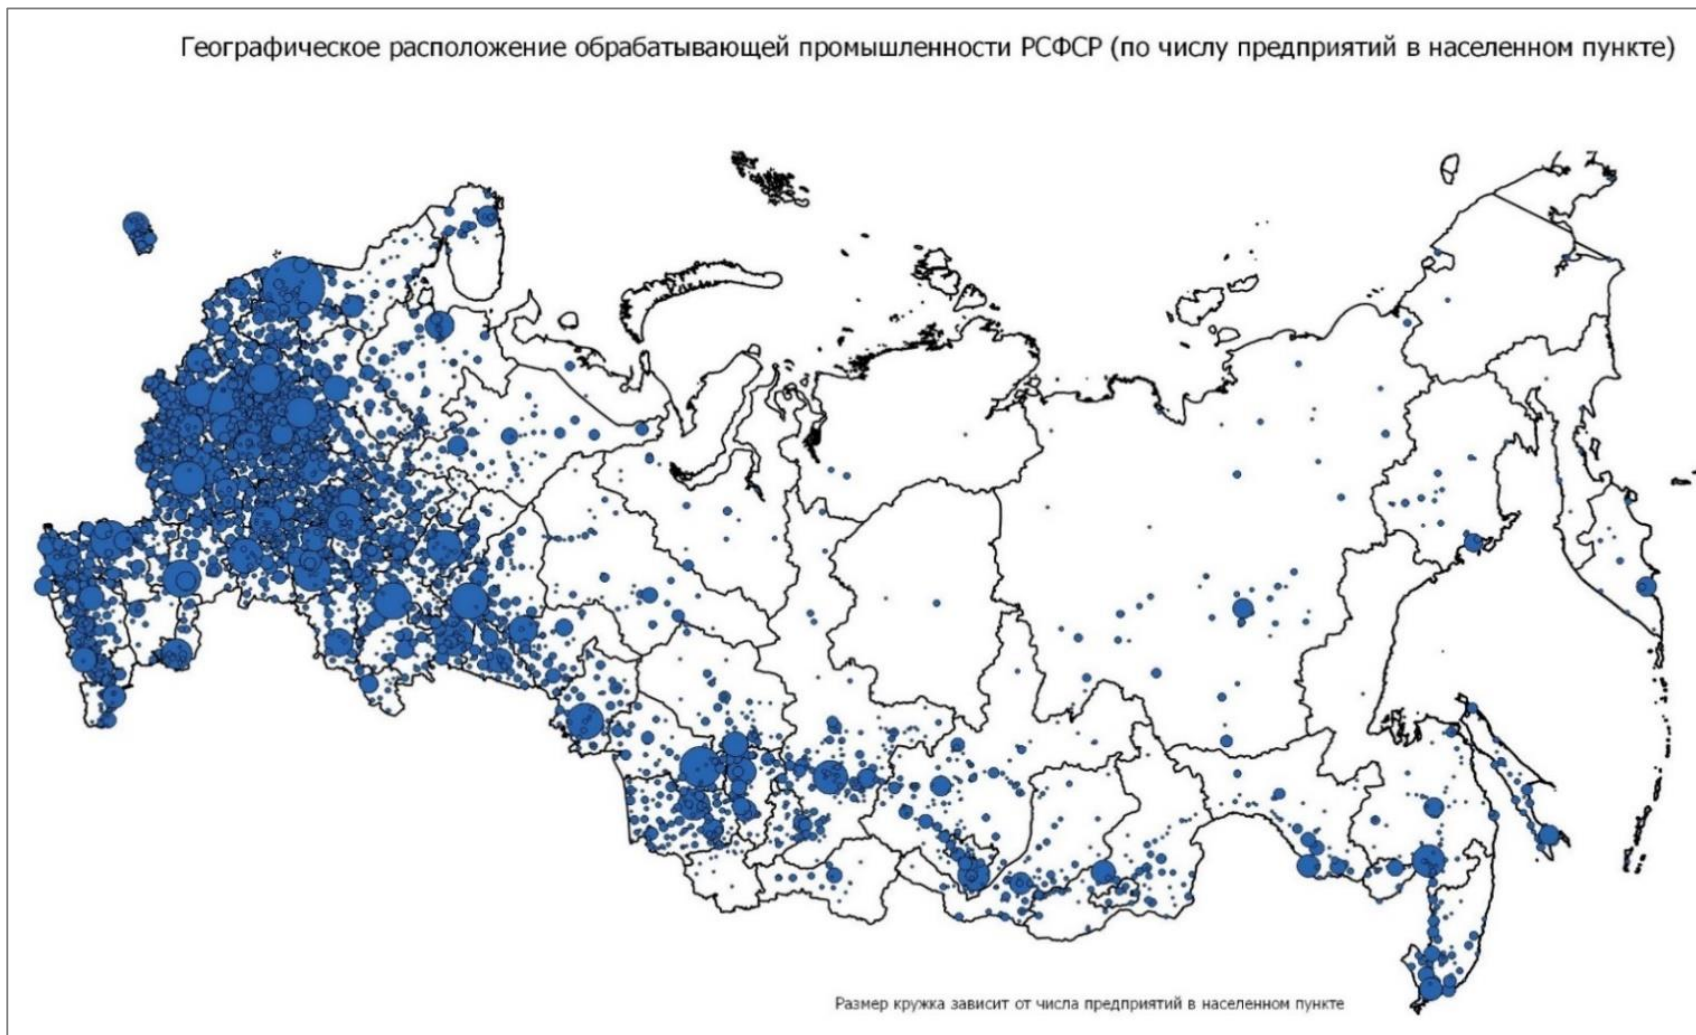 Географическое расположение обрабатывающей промышленности РСФСР (по числу предприятий в населенном пункте)
Размер кружка зависит от числа предприятий в населенном пункте